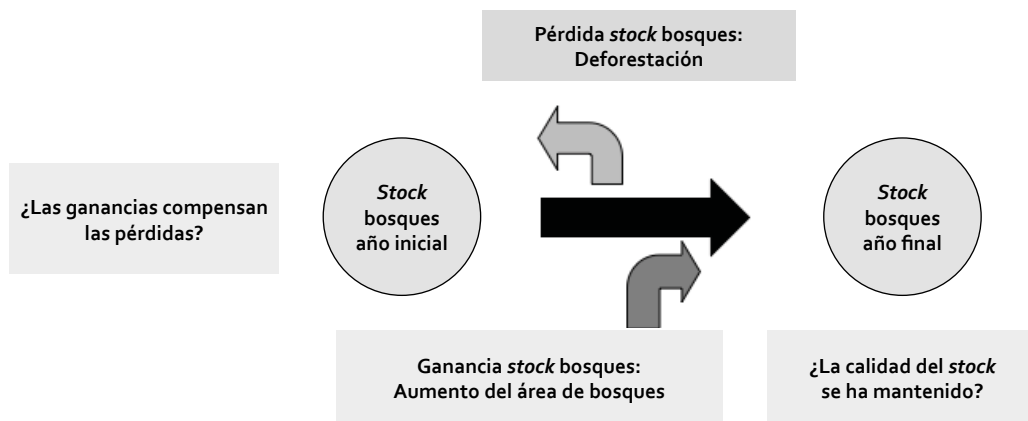 Pérdida stock bosques:
Deforestación
¿Las ganancias compensan
las pérdidas?
Stock
bosques
año inicial
Stock
bosques
año final
Ganancia stock bosques:
Aumento del área de bosques
¿La calidad del stock
se ha mantenido?